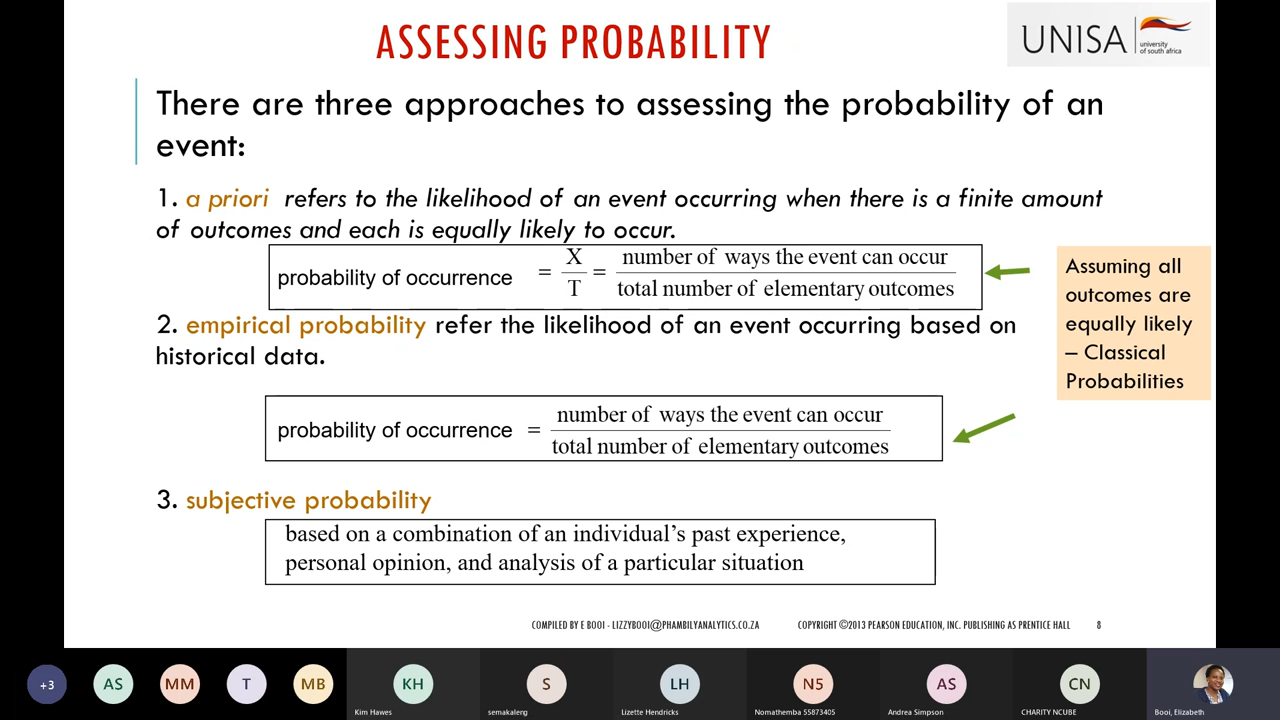 ASSESSING PROBABILITY
UNISA
university
of south africa
There are three approaches to assessing the probability of an
event:
1. a priori refers to the likelihood of an event occurring when there is a finite amount
of outcomes and each is equally likely to occur.
probability of occurrence = X/T = number of ways the event can occur / total number of elementary outcomes
Assuming all
outcomes are
equally likely
– Classical
Probabilities
2. empirical probability refer the likelihood of an event occurring based on
historical data.
probability of occurrence = number of ways the event can occur / total number of elementary outcomes
3. subjective probability
based on a combination of an individual's past experience,
personal opinion, and analysis of a particular situation
COMPILED BY E BOOI - LIZZYBOOI@PHAMBILYANALYTICS.CO.ZA
COPYRIGHT ©2013 PEARSON EDUCATION, INC. PUBLISHING AS PRENTICE HALL
8
+3
AS
MM
T
MB
KH
Kim Hawes
S
semakaleng
LH
Lizette Hendricks
N5
Nomathemba 55873405
AS
Andrea Simpson
CN
CHARITY NCUBE
Booi, Elizabeth